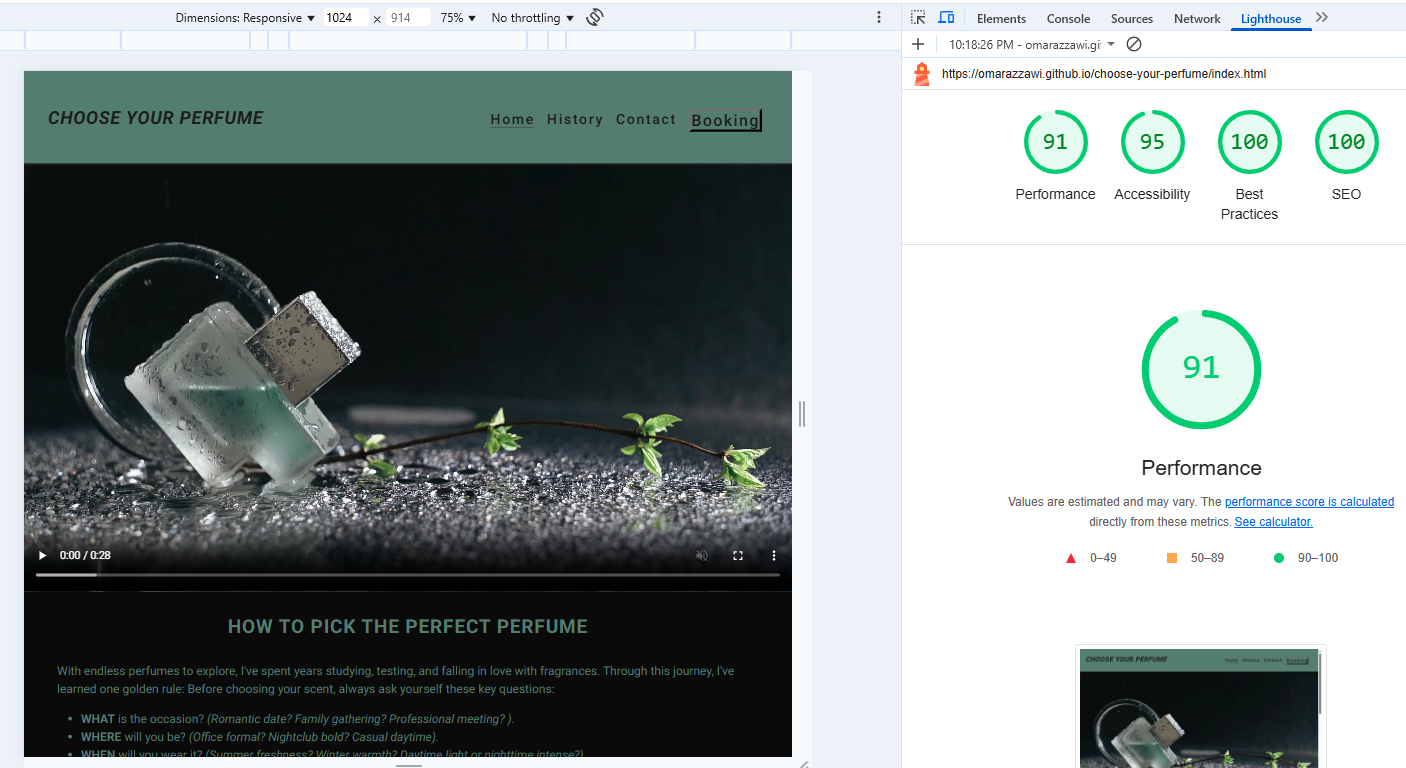 Dimensions: Responsive ▼ 1024 × 914 75% ▼ No throttling ▼
Elements Console Sources Network Lighthouse
10:18:26 PM - omarazzawi.gi
https://omarazzawi.github.io/choose-your-perfume/index.html
CHOOSE YOUR PERFUME
Home History Contact Booking
91 95 100 100
Performance Accessibility Best Practices SEO
91
Performance
Values are estimated and may vary. The performance score is calculated
directly from these metrics. See calculator.
0–49 50–89 90–100
0:00 / 0:28
HOW TO PICK THE PERFECT PERFUME
With endless perfumes to explore, I've spent years studying, testing, and falling in love with fragrances. Through this journey, I've
learned one golden rule: Before choosing your scent, always ask yourself these key questions:
• WHAT is the occasion? (Romantic date? Family gathering? Professional meeting? ).
• WHERE will you be? (Office formal? Nightclub bold? Casual daytime).
• WHEN will you wear it? (Summer freshness? Winter warmth? Daytime light or nighttime intense?)
CHOOSE YOUR PERFUME
Home History Contact Booking